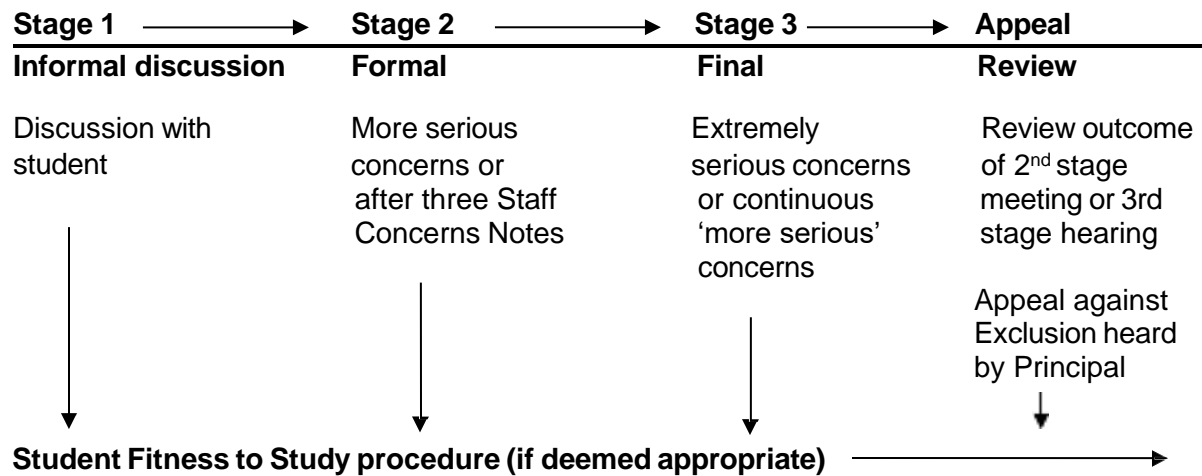 Stage 1 Stage 2 Stage 3 Appeal
Informal discussion Formal Final Review
Discussion with
student
More serious
concerns or
after three Staff
Concerns Notes
Extremely
serious concerns
or continuous
‘more serious’
concerns
Review outcome
of 2nd stage
meeting or 3rd
stage hearing
Appeal against
Exclusion heard
by Principal
Student Fitness to Study procedure (if deemed appropriate)